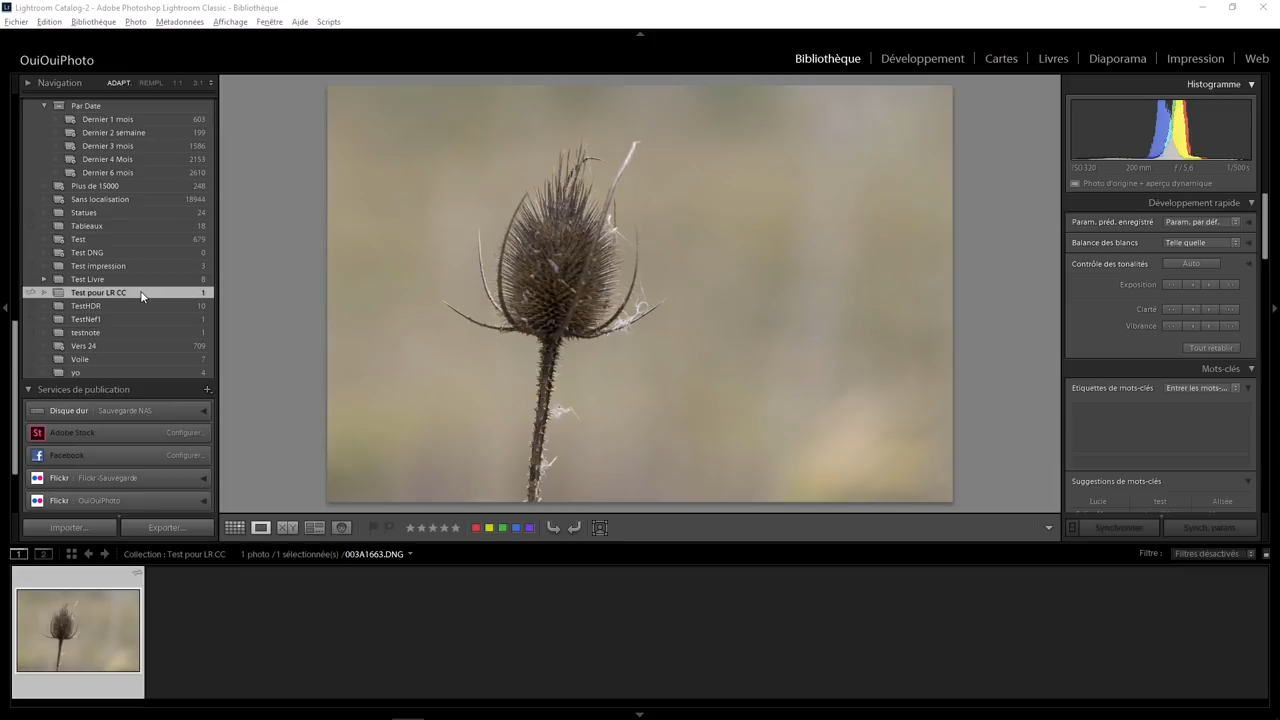 Lightroom Catalog-2 - Adobe Photoshop Lightroom Classic - Bibliothèque
Fichier Edition Bibliothèque Photo Métadonnées Affichage Fenêtre Aide Scripts
OuiOuiPhoto
Bibliothèque Développement Cartes Livres Diaporama Impression Web
Navigation ADAPT. REMPL. 1:1 3:1
Par Date
Dernier 1 mois 603
Dernier 2 semaine 199
Dernier 3 mois 1586
Dernier 4 Mois 2153
Dernier 6 mois 2610
Plus de 15000 248
Sans localisation 18944
Statues 24
Tableaux 18
Test 679
Test DNG 0
Test impression 3
Test Livre 8
Test pour LR CC 1
TestHDR 10
TestNef1 1
testnote 1
Vers 24 709
Voile 7
yo 4
Services de publication
Disque dur Sauvegarde NAS
St Adobe Stock Configurer...
Facebook Configurer...
Flickr Flickr-Sauvegarde
Flickr OuiOuiPhoto
Importer... Exporter...
Histogramme
ISO 320 200 mm ƒ / 5,6 1/500s
Photo d'origine + aperçu dynamique
Développement rapide
Param. préd. enregistré Param. par déf.
Balance des blancs Telle quelle
Contrôle des tonalités Auto
Exposition
Clarté
Vibrance
Tout rétablir
Mots-clés
Etiquettes de mots-clés Entrer les mots-...
Suggestions de mots-clés
Lucie test Alisée
Synchroniser Synch. param.
1 2 Collection : Test pour LR CC 1 photo /1 sélectionnée(s) /003A1663.DNG Filtre : Filtres désactivés